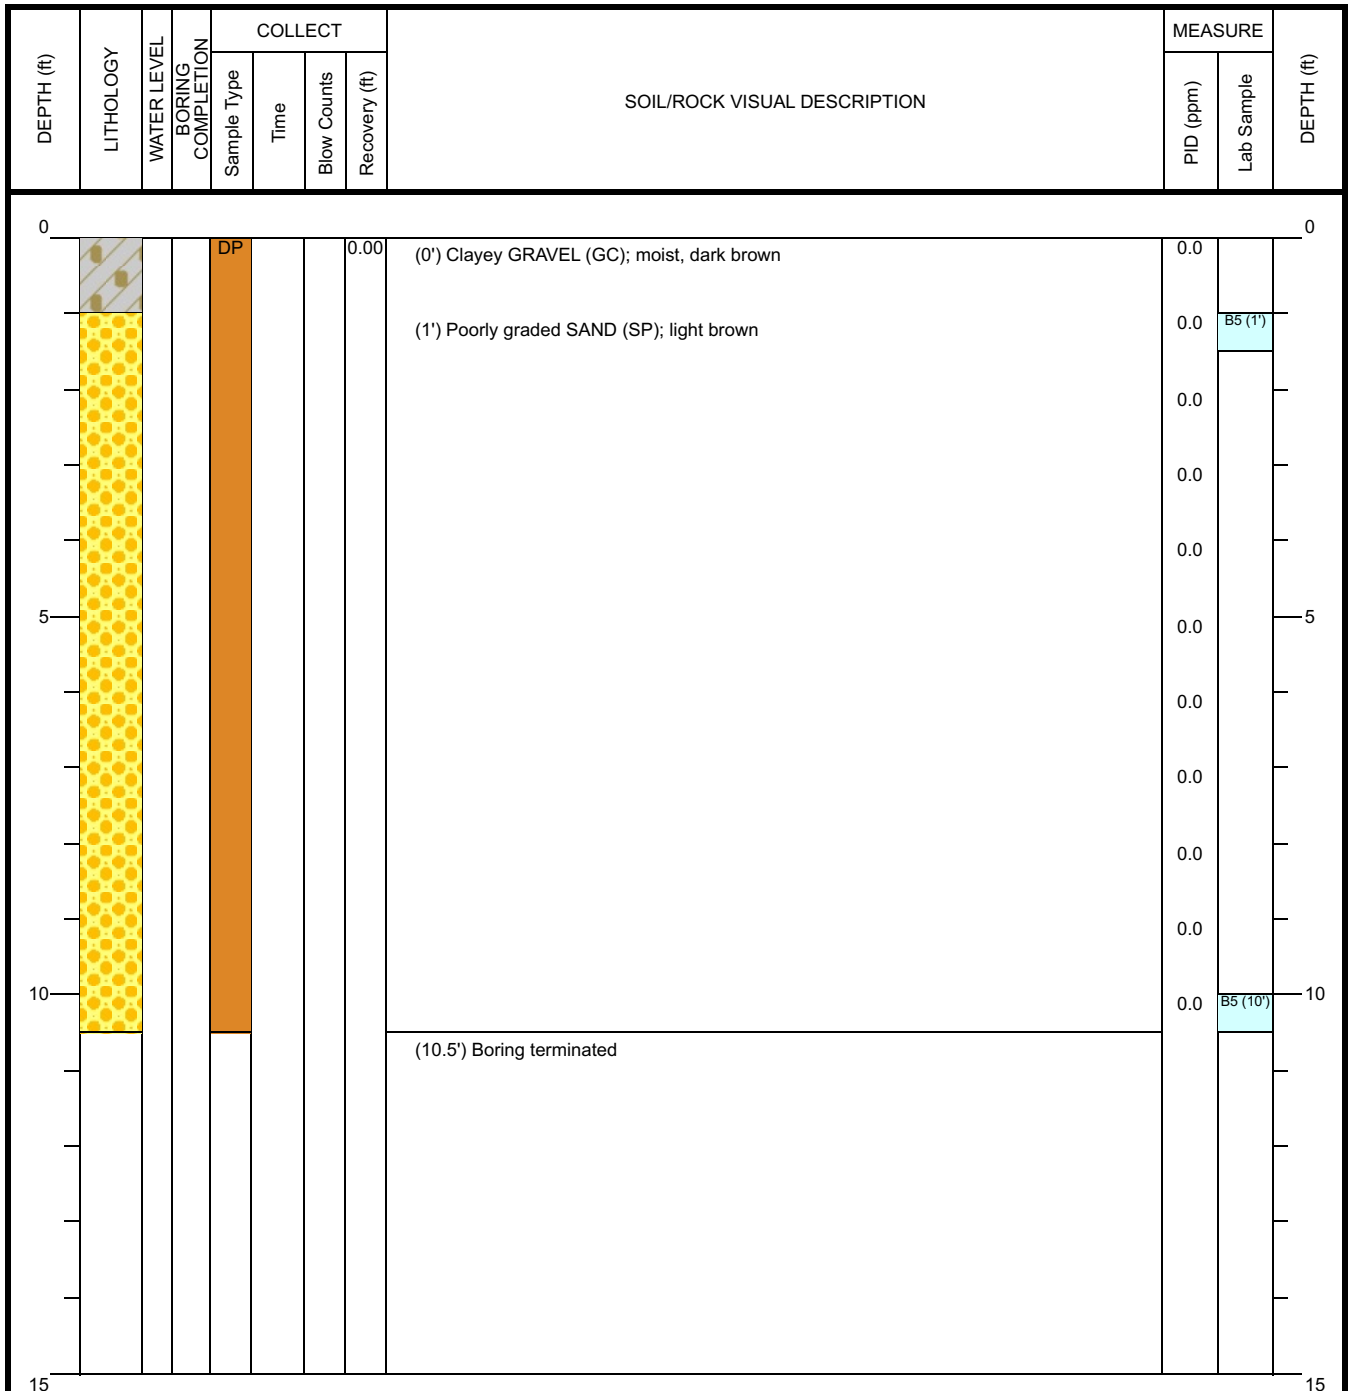 COLLECT
MEASURE
DEPTH (ft)
LITHOLOGY
WATER LEVEL
BORING
COMPLETION
Sample Type
Time
Blow Counts
Recovery (ft)
SOIL/ROCK VISUAL DESCRIPTION
PID (ppm)
Lab Sample
DEPTH (ft)
0 0
DP 0.00 (0') Clayey GRAVEL (GC); moist, dark brown 0.0
(1') Poorly graded SAND (SP); light brown 0.0 B5 (1')
0.0
0.0
0.0
5 5
0.0
0.0
0.0
0.0
0.0
10 0.0 B5 (10') 10
(10.5') Boring terminated
15 15